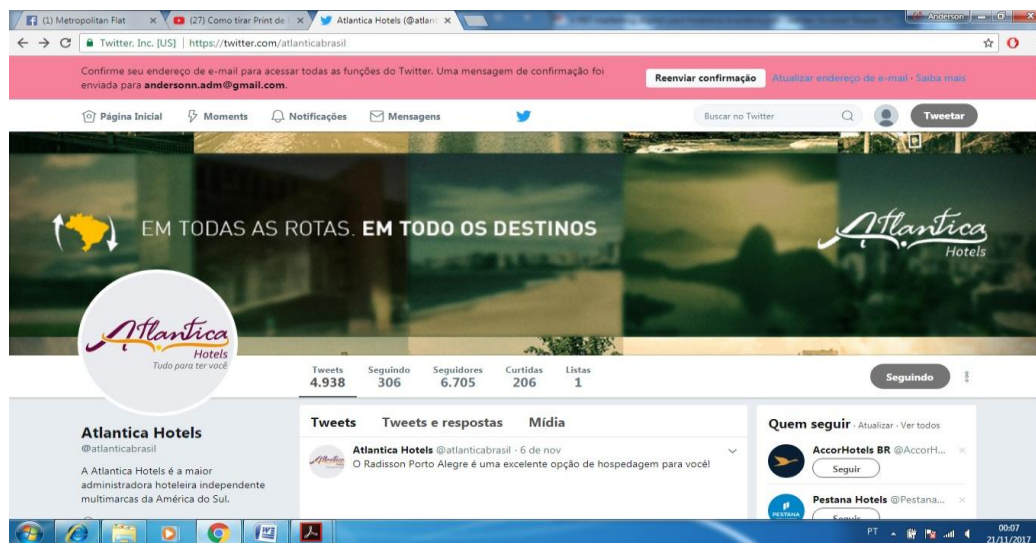 (1) Metropolitan Flat
(27) Como tirar Print de
Atlantica Hotels (@atlant
Anderson
Twitter, Inc. [US] | https://twitter.com/atlanticabrasil
Confirme seu endereço de e-mail para acessar todas as funções do Twitter. Uma mensagem de confirmação foi
enviada para andersonn.adm@gmail.com.
Reenviar confirmação
Atualizar endereço de e-mail · Saiba mais
Página Inicial
Moments
Notificações
Mensagens
Buscar no Twitter
Tweetar
EM TODAS AS ROTAS. EM TODO OS DESTINOS
Atlantica
Hotels
Atlantica
Hotels
Tudo para ter você
Tweets
4.938
Seguindo
306
Seguidores
6.705
Curtidas
206
Listas
1
Seguindo
Atlantica Hotels
@atlanticabrasil
A Atlantica Hotels é a maior
administradora hoteleira independente
multimarcas da América do Sul.
Tweets
Tweets e respostas
Mídia
Atlantica Hotels @atlanticabrasil · 6 de nov
O Radisson Porto Alegre é uma excelente opção de hospedagem para você!
Quem seguir · Atualizar · Ver todos
AccorHotels BR @AccorH...
Seguir
Pestana Hotels @Pestana...
PESTANA
Seguir
PT
00:07
21/11/2017